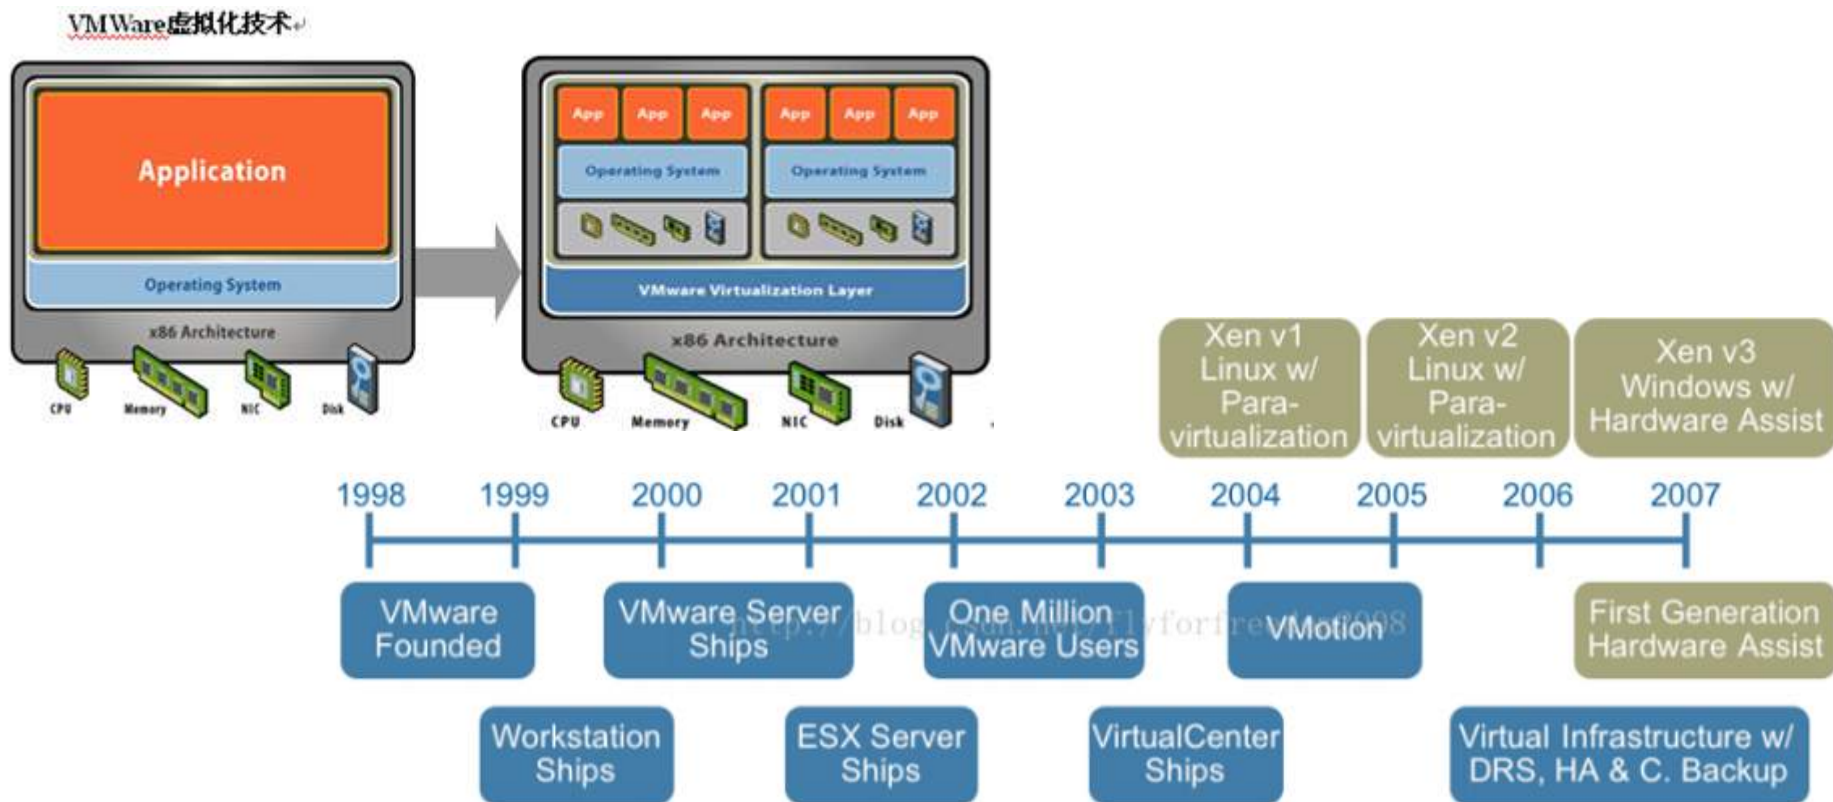 VMWare虚拟化技术
Application
Operating System
x86 Architecture
CPU
Memory
NIC
Disk
App App App App App App
Operating System Operating System
VMware Virtualization Layer
x86 Architecture
CPU
Memory
NIC
Disk
Xen v1
Linux w/
Para-
virtualization
Xen v2
Linux w/
Para-
virtualization
Xen v3
Windows w/
Hardware Assist
1998 1999 2000 2001 2002 2003 2004 2005 2006 2007
VMware
Founded
VMware Server
Ships
One Million
VMware Users
VMotion
First Generation
Hardware Assist
Workstation
Ships
ESX Server
Ships
VirtualCenter
Ships
Virtual Infrastructure w/
DRS, HA & C. Backup